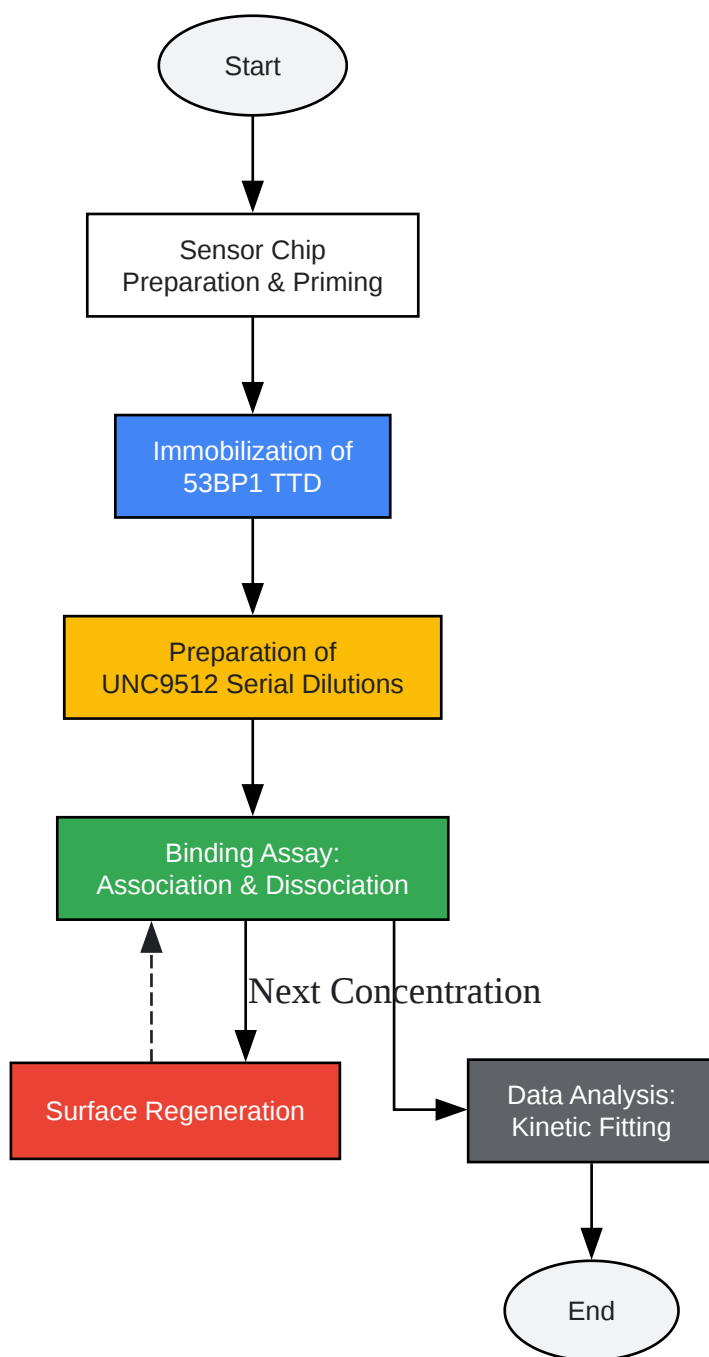 Start
Sensor Chip
Preparation & Priming
Immobilization of
53BP1 TTD
Preparation of
UNC9512 Serial Dilutions
Binding Assay:
Association & Dissociation
Next Concentration
Surface Regeneration
Data Analysis:
Kinetic Fitting
End